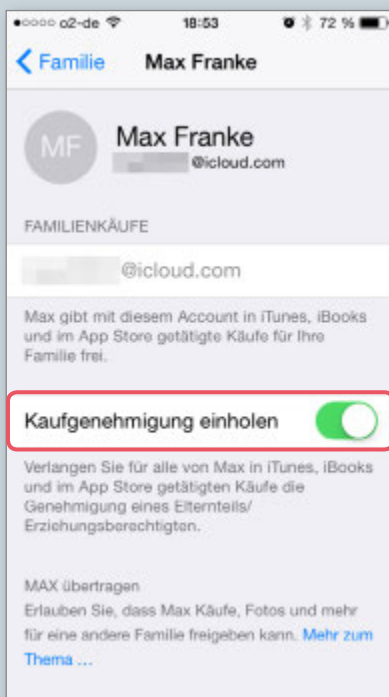 o2-de 18:53 72 %
Familie Max Franke
MF
Max Franke
@icloud.com
FAMILIENKÄUFE
@icloud.com
Max gibt mit diesem Account in iTunes, iBooks
und im App Store getätigte Käufe für Ihre
Familie frei.
Kaufgenehmigung einholen
Verlangen Sie für alle von Max in iTunes, iBooks
und im App Store getätigten Käufe die
Genehmigung eines Elternteils/
Erziehungsberechtigten.
MAX übertragen
Erlauben Sie, dass Max Käufe, Fotos und mehr
für eine andere Familie freigeben kann. Mehr zum
Thema ...